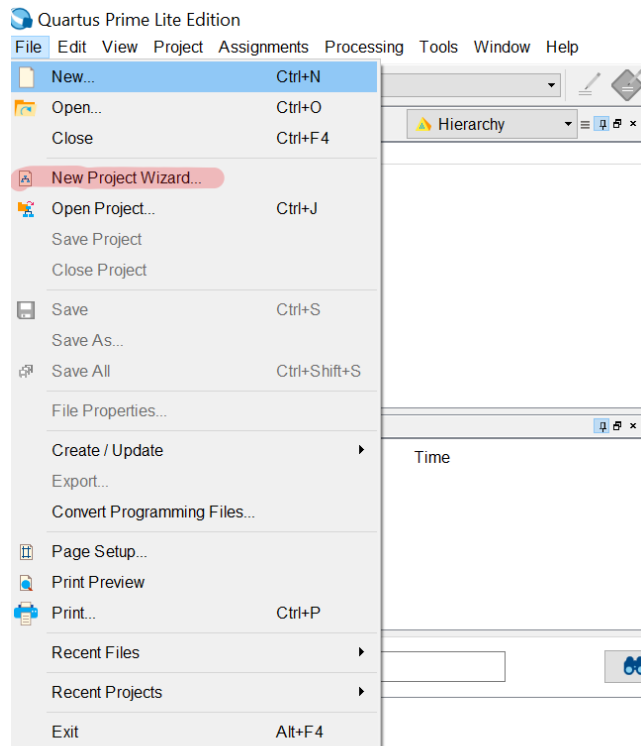 Quartus Prime Lite Edition
File Edit View Project Assignments Processing Tools Window Help
New... Ctrl+N
Open... Ctrl+O
Hierarchy
Close Ctrl+F4
New Project Wizard...
Open Project... Ctrl+J
Save Project
Close Project
Save Ctrl+S
Save As...
Save All Ctrl+Shift+S
File Properties...
Create / Update
Time
Export...
Convert Programming Files...
Page Setup...
Print Preview
Print... Ctrl+P
Recent Files
Recent Projects
Exit Alt+F4